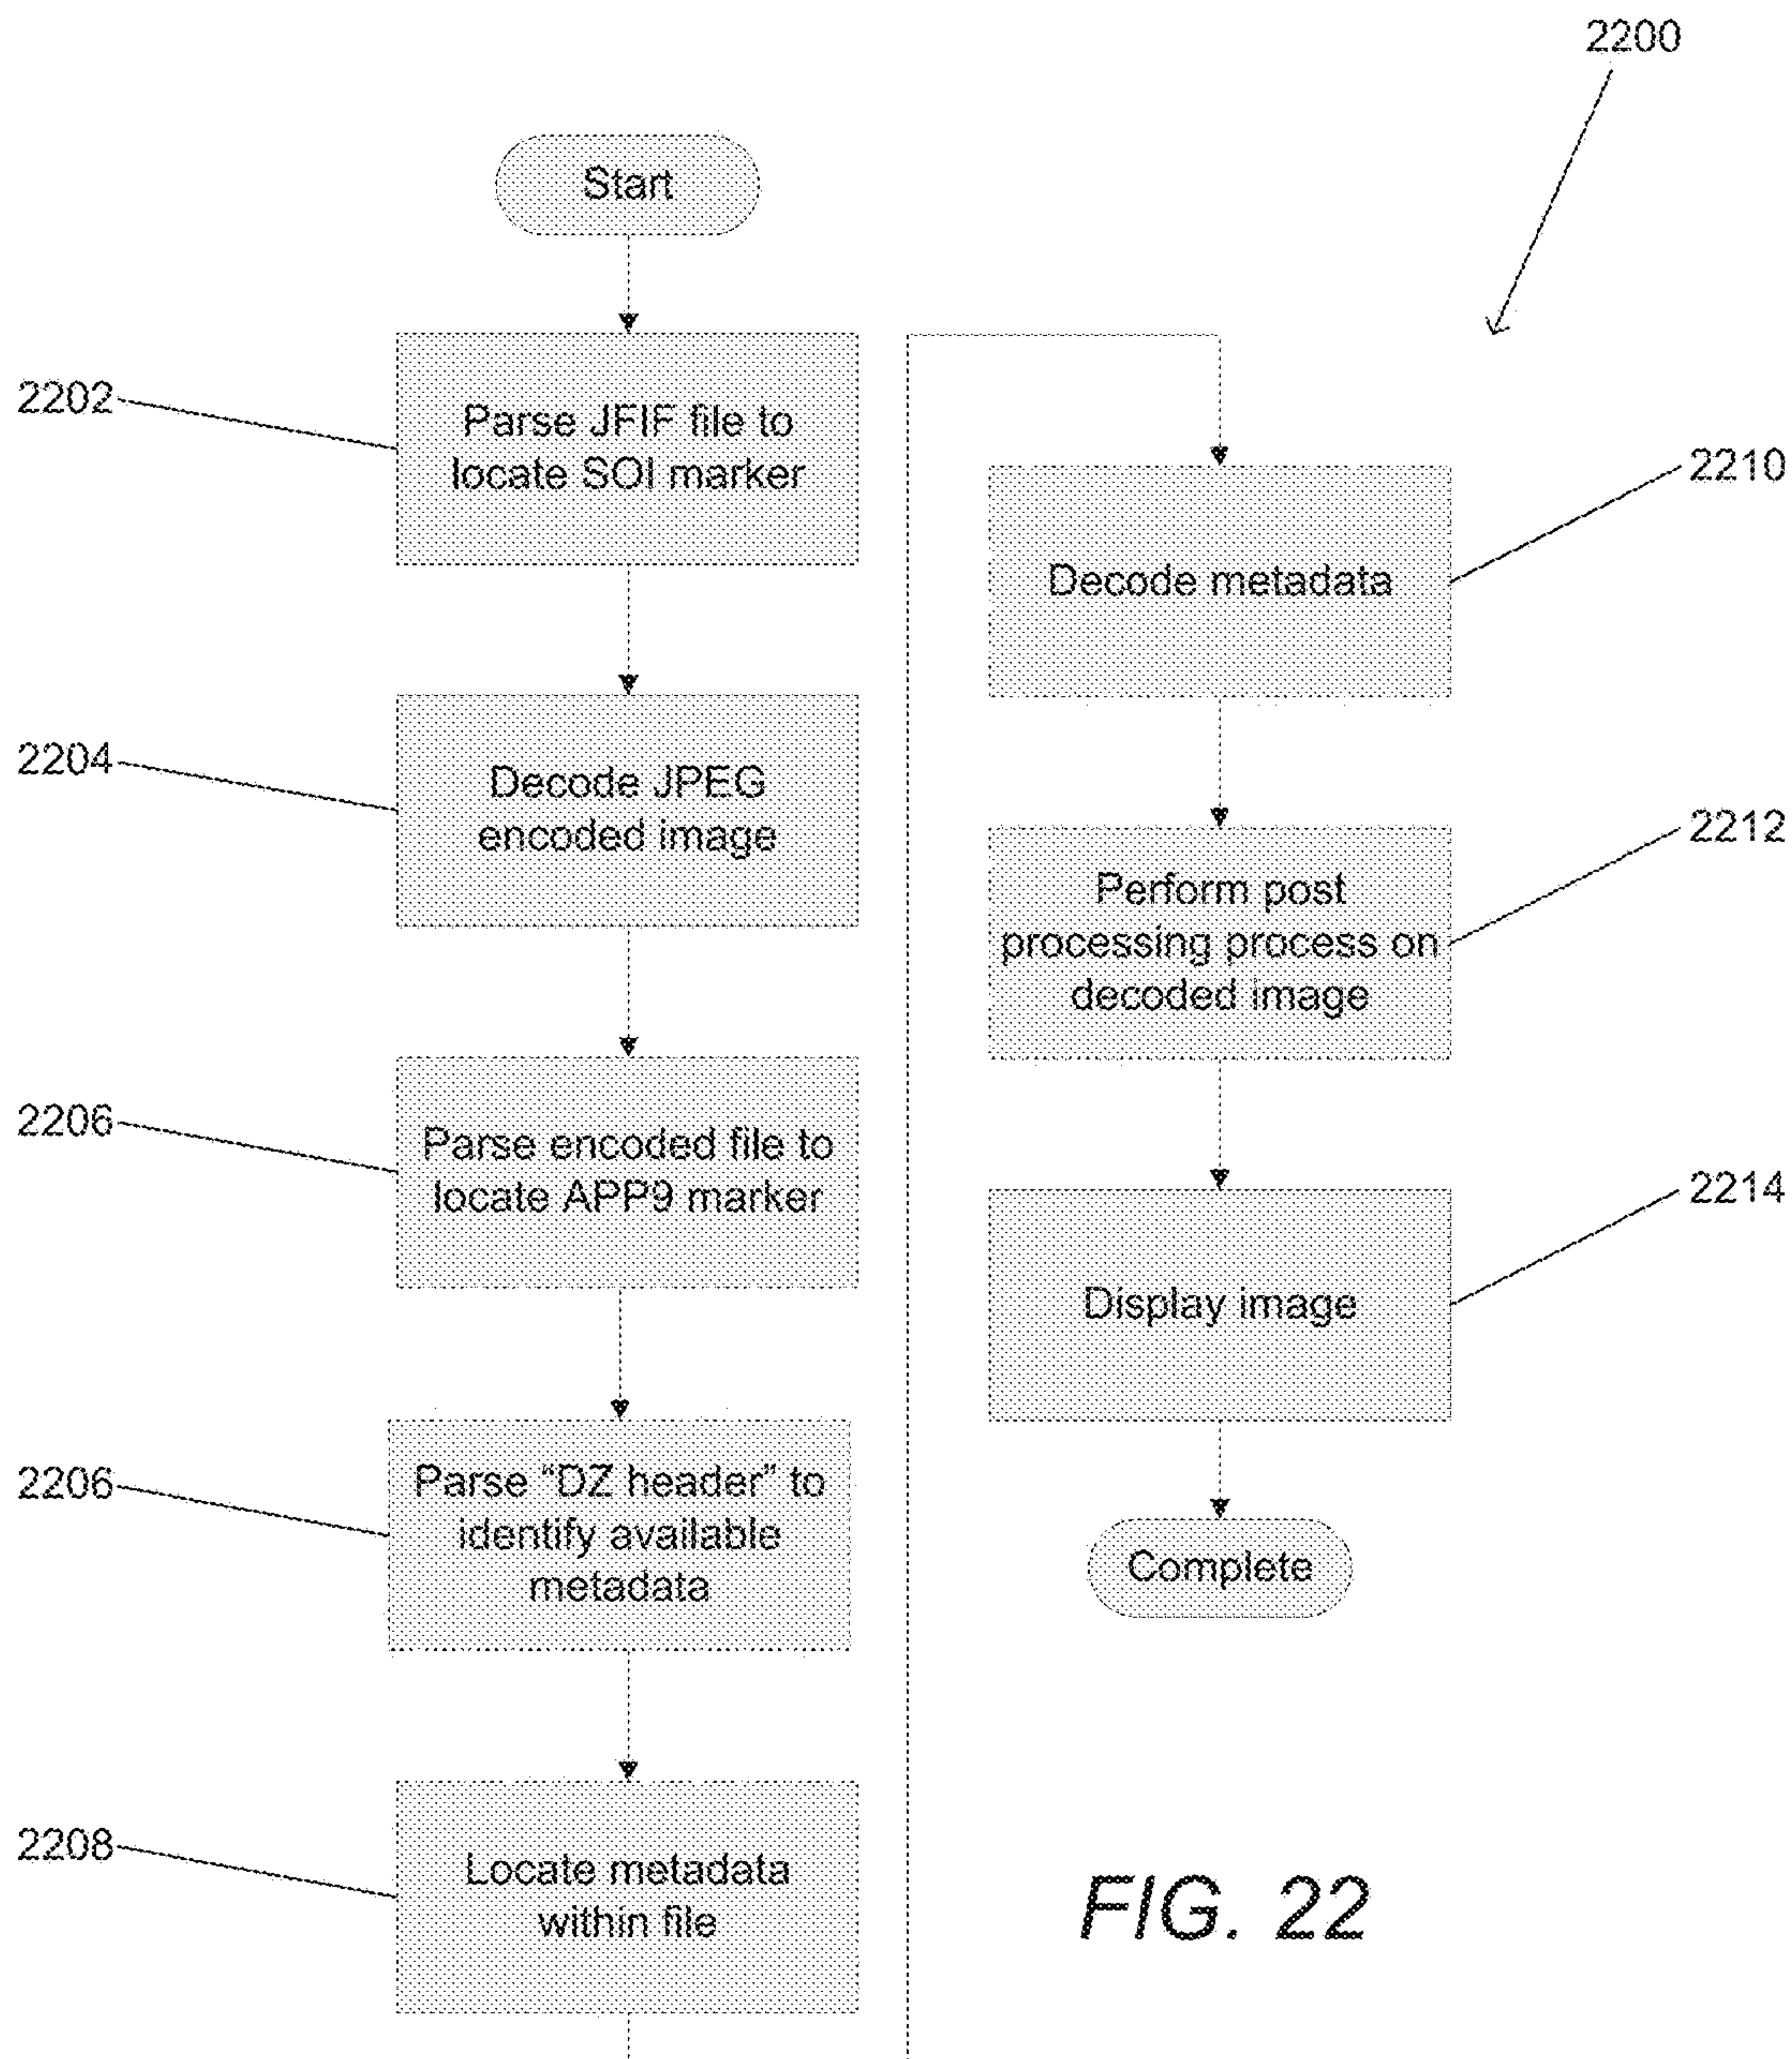 2200
Start
2202
Parse JFIF file to
locate SOI marker
2204
Decode JPEG
encoded image
2206
Parse encoded file to
locate APP9 marker
2206
Parse “DZ header” to
identify available
metadata
2208
Locate metadata
within file
2210
Decode metadata
2212
Perform post
processing process on
decoded image
2214
Display image
Complete
FIG. 22